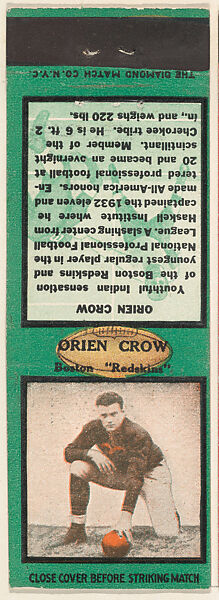 THE DIAMOND MATCH CO. N.Y.C.
ORIEN CROW
Youthful Indian sensation
of the Boston Redskins and
youngest regular player in the
National Professional Football
League. A slashing center from
Haskell Institute where he
captained the 1932 eleven and
made All-America honors. En-
tered professional football at
20 and became an overnight
scintillent. Member of the
Cherokee tribe. He is 6 ft. 2
in., and weighs 220 lbs.
ORIEN CROW
Boston "Redskins"
CLOSE COVER BEFORE STRIKING MATCH